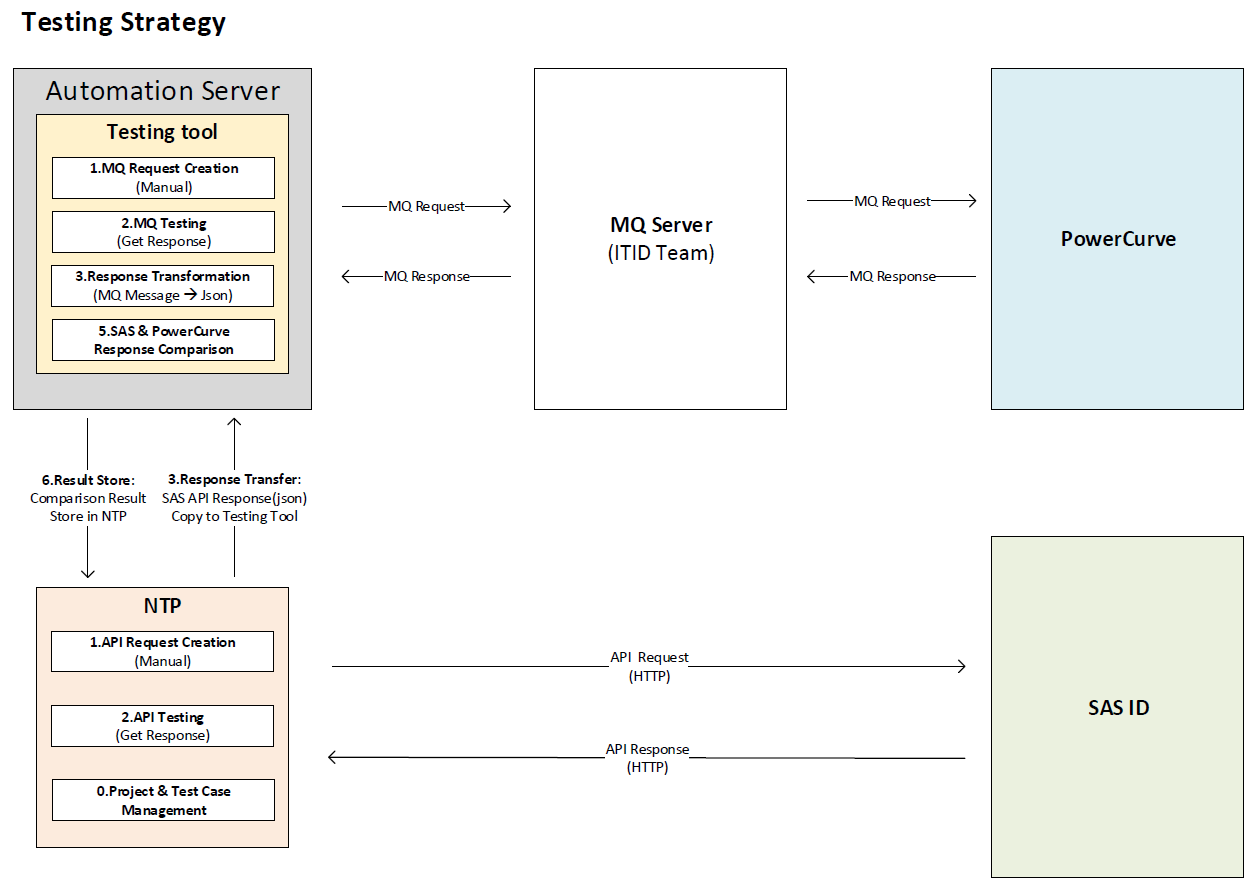 Testing Strategy
Automation Server
Testing tool
1.MQ Request Creation
(Manual)
2.MQ Testing
(Get Response)
3.Response Transformation
(MQ Message → Json)
5.SAS & PowerCurve
Response Comparison
MQ Request
MQ Response
MQ Server
(ITID Team)
MQ Request
MQ Response
PowerCurve
6.Result Store:
Comparison Result
Store in NTP
3.Response Transfer:
SAS API Response(json)
Copy to Testing Tool
NTP
1.API Request Creation
(Manual)
2.API Testing
(Get Response)
0.Project & Test Case
Management
API Request
(HTTP)
API Response
(HTTP)
SAS ID